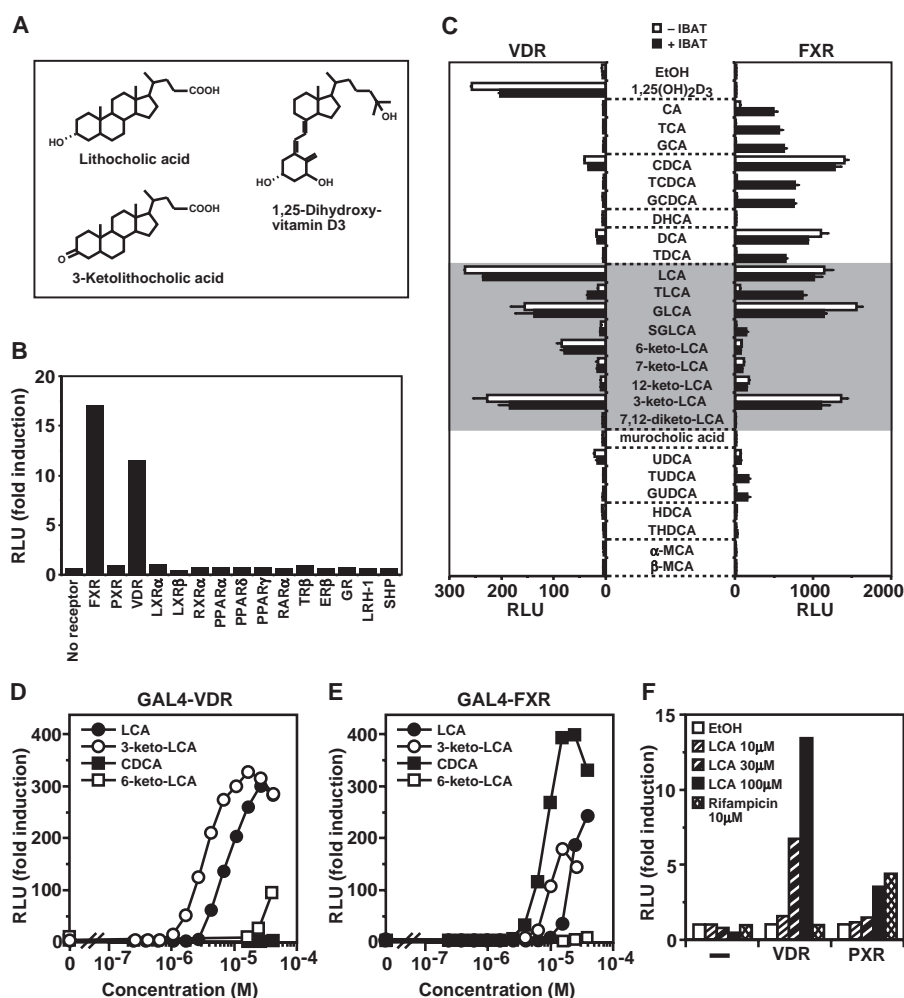 A
COOH
HO
Lithocholic acid
COOH
O
3-Ketolithocholic acid
OH
HO
OH
1,25-Dihydroxy-
vitamin D3
B
RLU (fold induction)
20
15
10
5
0
No receptor
FXR
PXR
VDR
LXRα
LXRβ
RXRα
PPARα
PPARδ
PPARγ
RARα
TRβ
ERβ
GR
LRH-1
SHP
C
– IBAT
+ IBAT
VDR
FXR
EtOH
1,25(OH)2D3
CA
TCA
GCA
CDCA
TCDCA
GCDCA
DHCA
DCA
TDCA
LCA
TLCA
GLCA
SGLCA
6-keto-LCA
7-keto-LCA
12-keto-LCA
3-keto-LCA
7,12-diketo-LCA
murocholic acid
UDCA
TUDCA
GUDCA
HDCA
THDCA
α-MCA
β-MCA
300 200 100 0
RLU
0 1000 2000
RLU
D
GAL4-VDR
LCA
3-keto-LCA
CDCA
6-keto-LCA
RLU (fold induction)
400
300
200
100
0
0 10-7 10-6 10-5 10-4
Concentration (M)
E
GAL4-FXR
LCA
3-keto-LCA
CDCA
6-keto-LCA
RLU (fold induction)
400
300
200
100
0
0 10-7 10-6 10-5 10-4
Concentration (M)
F
EtOH
LCA 10µM
LCA 30µM
LCA 100µM
Rifampicin
10µM
RLU (fold induction)
15
10
5
0
– VDR PXR